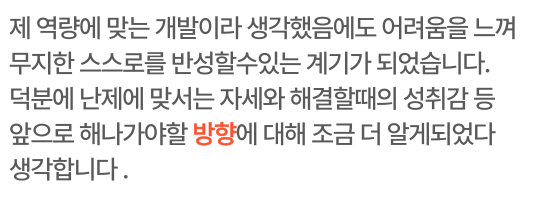 제 역량에 맞는 개발이라 생각했음에도 어려움을 느껴
무지한 스스로를 반성할수있는 계기가 되었습니다.
덕분에 난제에 맞서는 자세와 해결할때의 성취감 등
앞으로 해나가야할 방향에 대해 조금 더 알게되었다
생각합니다 .